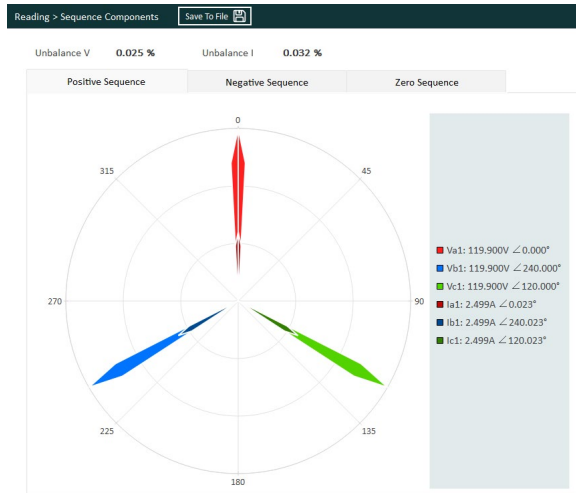 Reading > Sequence Components Save To File
Unbalance V 0.025 % Unbalance I 0.032 %
Positive Sequence Negative Sequence Zero Sequence
0
315 45
Va1: 119.900V ∠0.000°
Vb1: 119.900V ∠240.000°
Vc1: 119.900V ∠120.000°
270 90
Ia1: 2.499A ∠0.023°
Ib1: 2.499A ∠240.023°
Ic1: 2.499A ∠120.023°
225 135
180